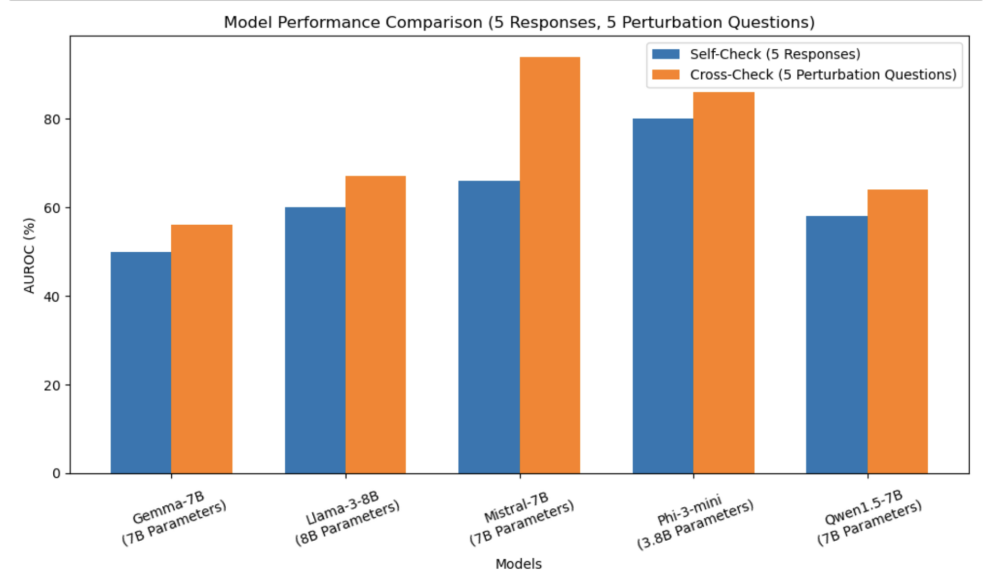 Model Performance Comparison (5 Responses, 5 Perturbation Questions)
Self-Check (5 Responses)
Cross-Check (5 Perturbation Questions)
AUROC (%)
80
60
40
20
0
Gemma-7B
(7B Parameters)
Llama-3-8B
(8B Parameters)
Mistral-7B
(7B Parameters)
Phi-3-mini
(3.8B Parameters)
Qwen1.5-7B
(7B Parameters)
Models